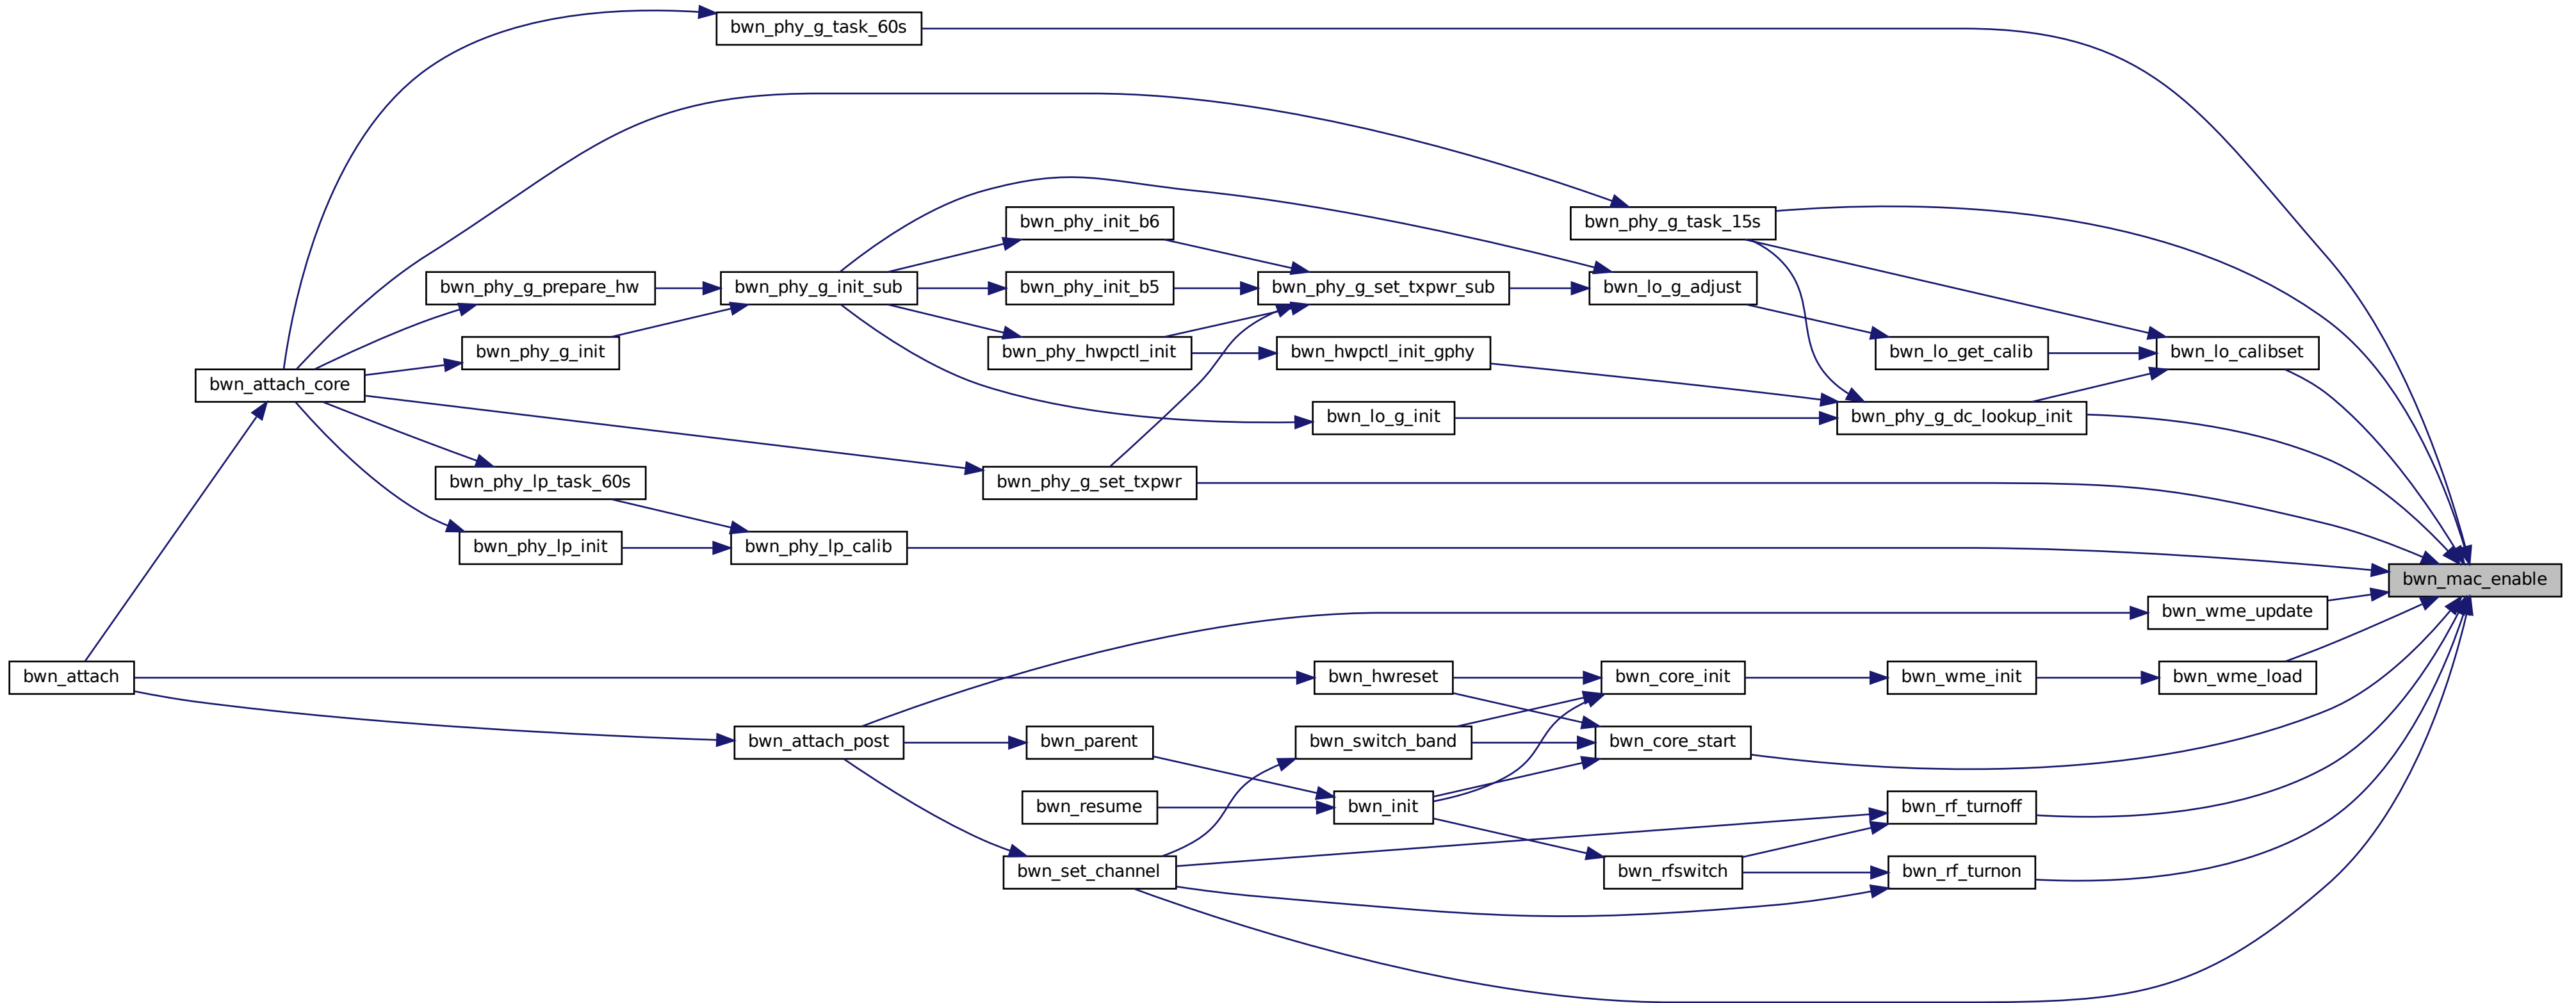 bwn_phy_g_task_60s
bwn_phy_init_b6
bwn_phy_g_task_15s
bwn_phy_g_prepare_hw
bwn_phy_g_init_sub
bwn_phy_init_b5
bwn_phy_g_set_txpwr_sub
bwn_lo_g_adjust
bwn_phy_g_init
bwn_phy_hwpctl_init
bwn_hwpctl_init_gphy
bwn_lo_get_calib
bwn_lo_calibset
bwn_attach_core
bwn_lo_g_init
bwn_phy_g_dc_lookup_init
bwn_phy_lp_task_60s
bwn_phy_g_set_txpwr
bwn_phy_lp_init
bwn_phy_lp_calib
bwn_mac_enable
bwn_wme_update
bwn_attach
bwn_hwreset
bwn_core_init
bwn_wme_init
bwn_wme_load
bwn_attach_post
bwn_parent
bwn_switch_band
bwn_core_start
bwn_resume
bwn_init
bwn_rf_turnoff
bwn_set_channel
bwn_rfswitch
bwn_rf_turnon